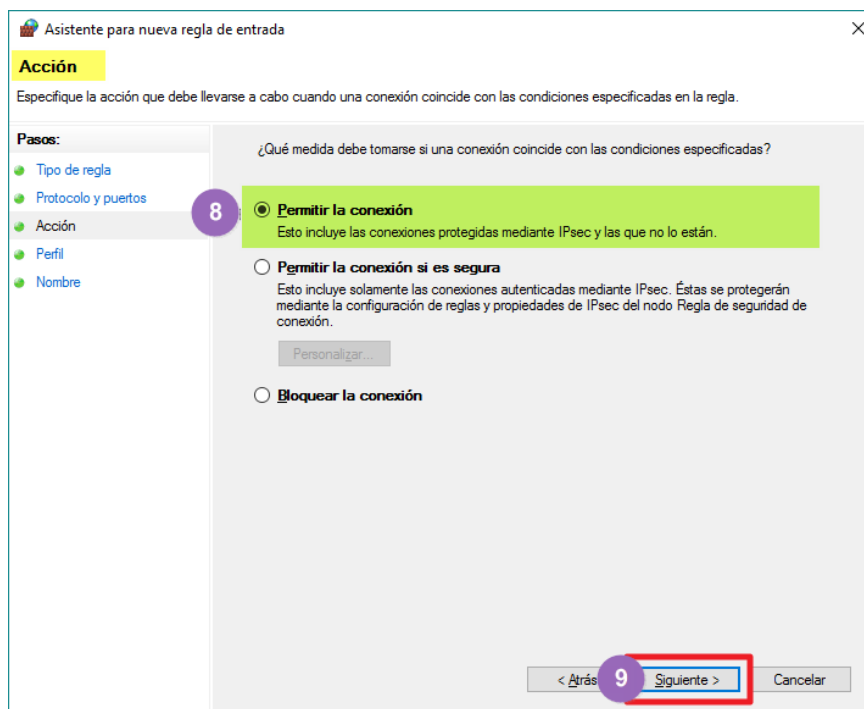 Asistente para nueva regla de entrada
Acción
Especifique la acción que debe llevarse a cabo cuando una conexión coincide con las condiciones especificadas en la regla.
Pasos:
Tipo de regla
Protocolo y puertos
Acción
Perfil
Nombre
¿Qué medida debe tomarse si una conexión coincide con las condiciones especificadas?
8
Permitir la conexión
Esto incluye las conexiones protegidas mediante IPsec y las que no lo están.
Permitir la conexión si es segura
Esto incluye solamente las conexiones autenticadas mediante IPsec. Éstas se protegerán
mediante la configuración de reglas y propiedades de IPsec del nodo Regla de seguridad de
conexión.
Personalizar...
Bloquear la conexión
< Atrás
9
Siguiente >
Cancelar